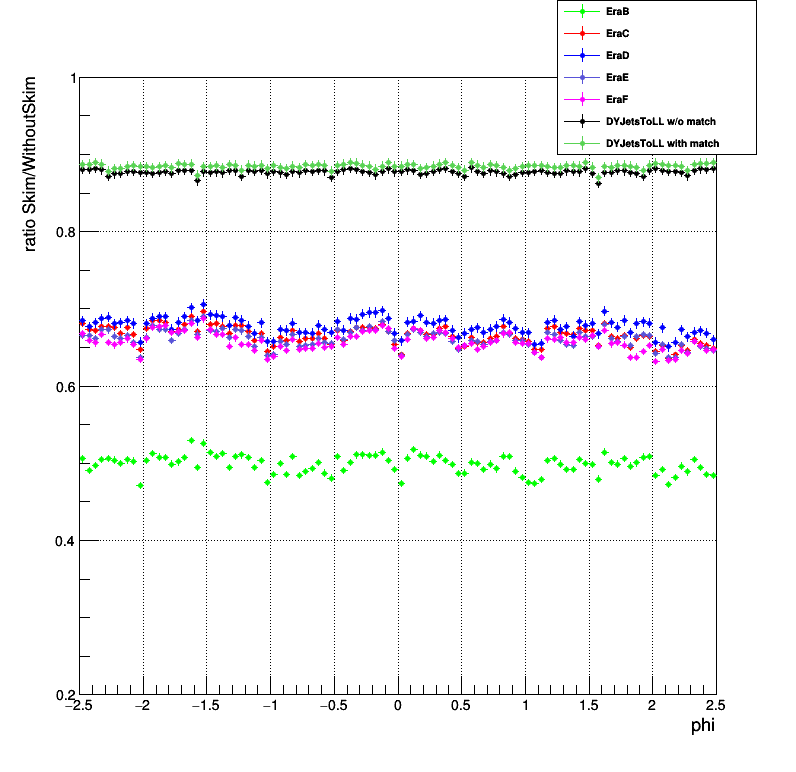 EraB
EraC
EraD
EraE
EraF
DYJetsToLL w/o match
DYJetsToLL with match
ratio Skim/WithoutSkim
1
0.8
0.6
0.4
0.2
−2.5 −2 −1.5 −1 −0.5 0 0.5 1 1.5 2 2.5
phi